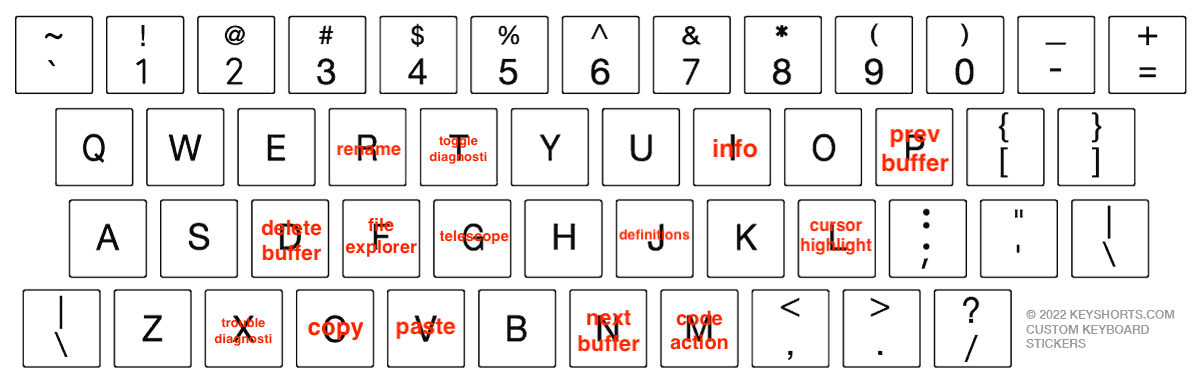 ~ ! @ # $ % ^ & * ( ) _ +
` 1 2 3 4 5 6 7 8 9 0 - =
Q W E R rename T toggle diagnosti Y U I info O P prev buffer { [ } ]
A S D delete buffer F file explorer G telescope H J definitions K L cursor highlight : ; " ' | \
| \ Z X trouble diagnosti C copy V paste B N next buffer M code action < , > . ? /
© 2022 KEYSHORTS.COM
CUSTOM KEYBOARD
STICKERS